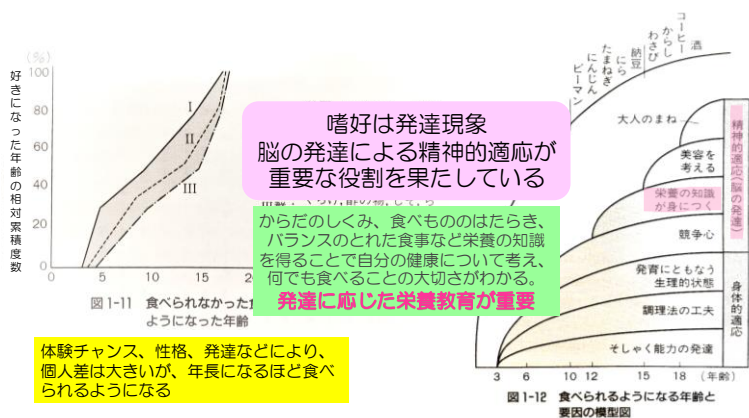 (%)
好きになった年齢の相対累積度数
100
80
60
40
20
0
I
II
III
5
10
15
図1-11 食べられなかった食
ようになった年齢
嗜好は発達現象
脳の発達による精神的適応が
重要な役割を果たしている
からだのしくみ、食べもののはたらき、
バランスのとれた食事など栄養の知識
を得ることで自分の健康について考え、
何でも食べることの大切さがわかる。
発達に応じた栄養教育が重要
体験チャンス、性格、発達などにより、
個人差は大きいが、年長になるほど食べ
られるようになる
酒
コーヒー
からし
わさび
納豆
にら
たまねぎ
にんじん
ピーマン
大人のまね
美容を
考える
栄養の知識
が身につく
競争心
発育にともなう
生理的状態
調理法の工夫
そしゃく能力の発達
精神的適応(脳の発達)
身体的適応
3
6
10
12
15
18
(年齢)
図1-12 食べられるようになる年齢と
要因の模型図